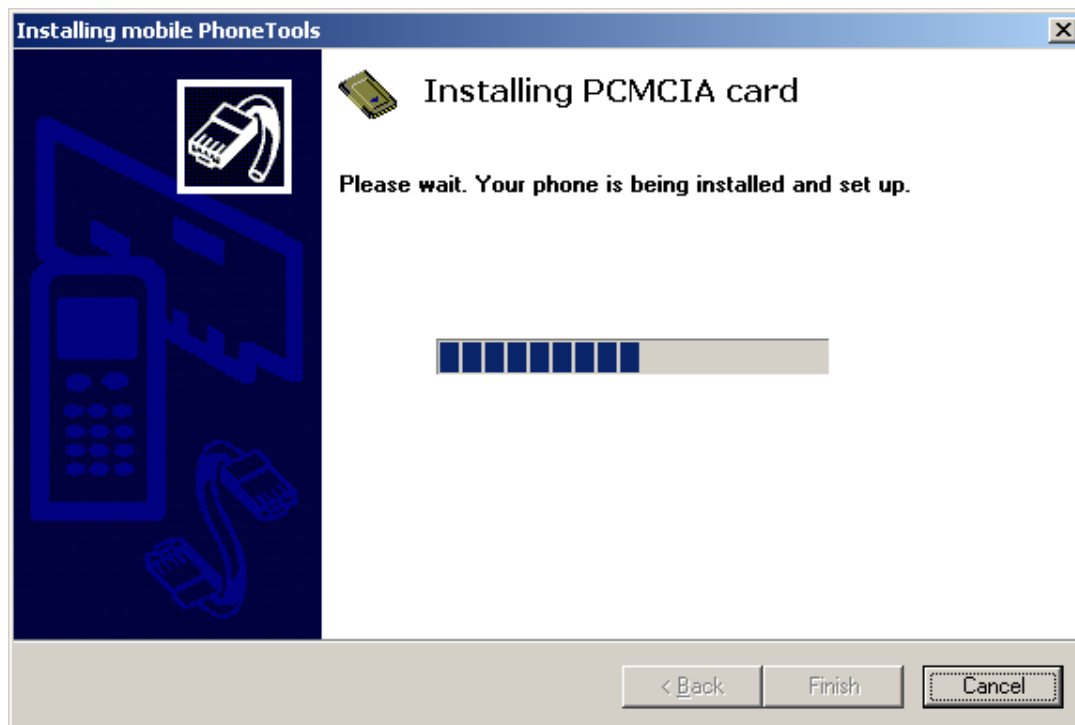 Installing mobile PhoneTools
Installing PCMCIA card
Please wait. Your phone is being installed and set up.
< Back
Finish
Cancel